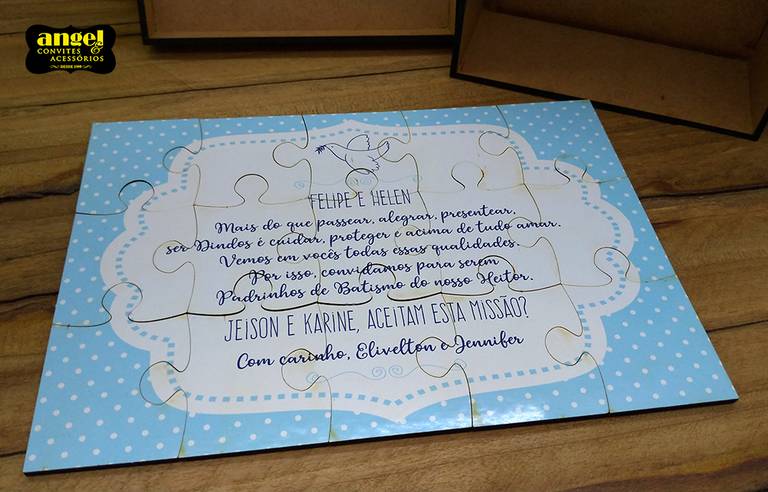 angel
CONVITES &
ACESSÓRIOS
DESDE 1999
FELIPE E HELEN
Mais do que passear, alegrar, presentear,
ser Dindos é cuidar, proteger e acima de tudo amar.
Vemos em vocês todas essas qualidades.
Por isso, convidamos para serem
Padrinhos de Batismo do nosso Heitor.
JEISON E KARINE, ACEITAM ESTA MISSÃO?
Com carinho, Elivelton e Jennifer